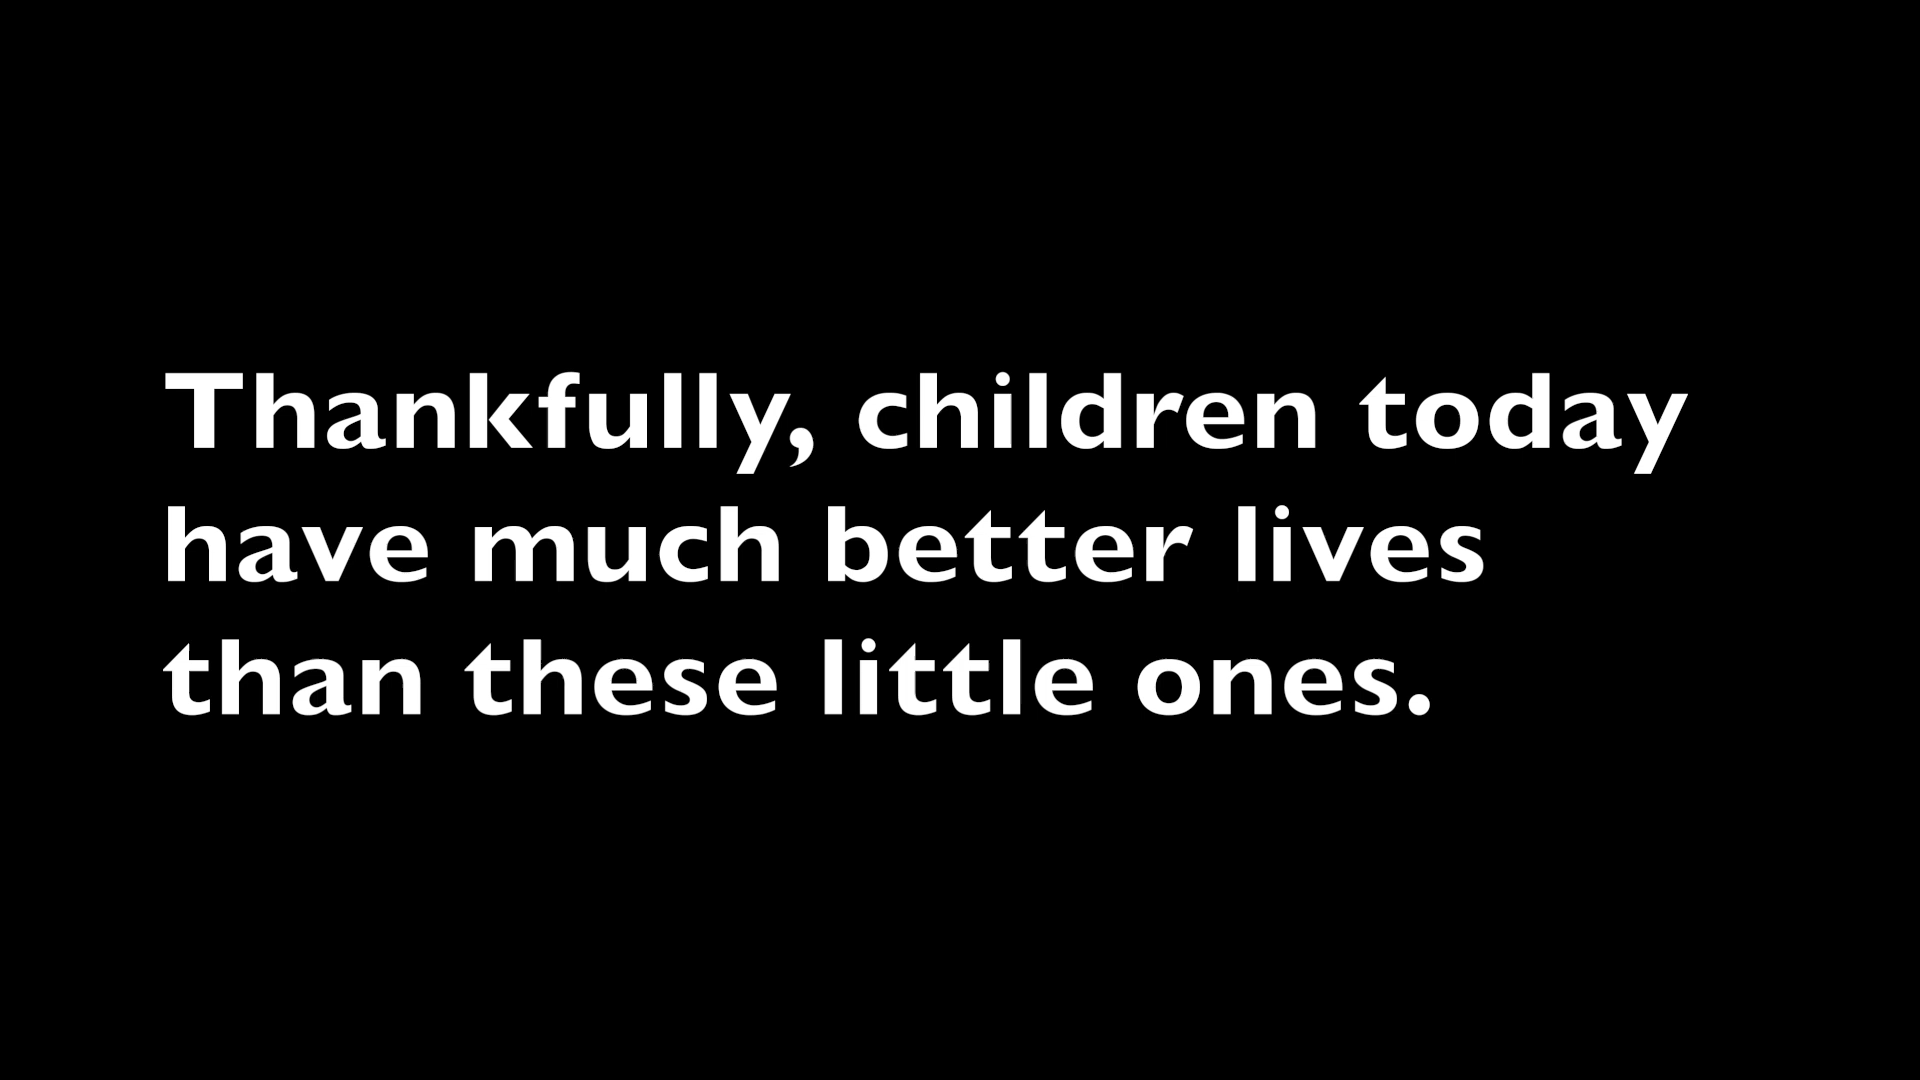 Thankfully, children today
have much better lives
than these little ones.